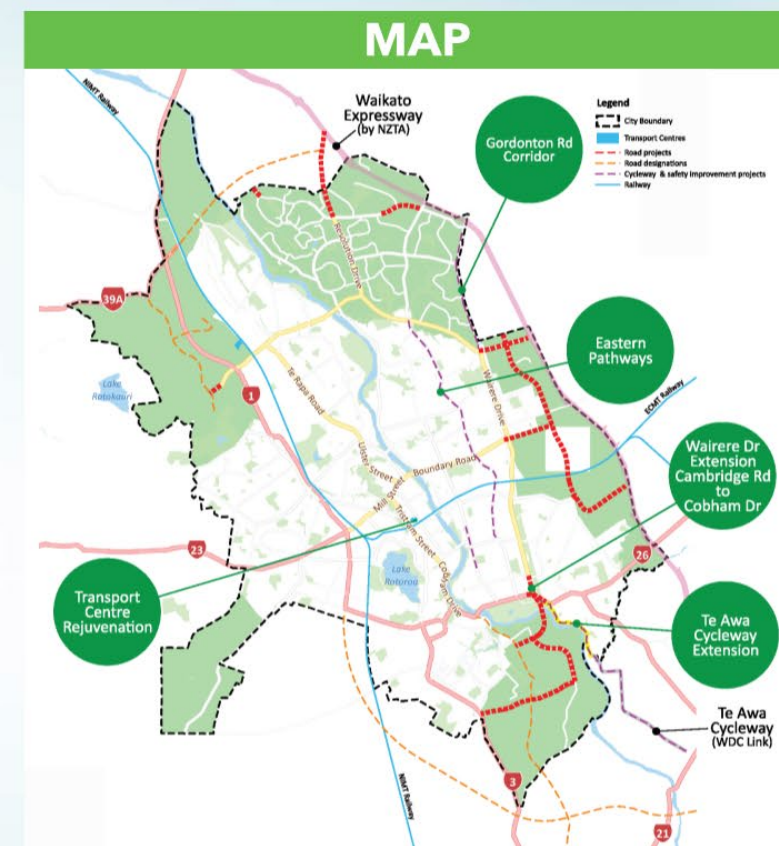 MAP
NIMT Railway
Waikato
Expressway
(by NZTA)
Gordonton Rd
Corridor
Legend
City Boundary
Transport Centres
Road projects
Road designations
Cycleway & safety improvement projects
Railway
Resolution Drive
39A
Eastern
Pathways
Lake
Rotokauri
1
Te Rapa Road
Wairere Drive
ECMT Railway
Ulster Street
Boundary Road
Mill Street
Wairere Dr
Extension
Cambridge Rd
to
Cobham Dr
Tristram Street
23
26
Lake
Rotoroa
Cobham Drive
Transport
Centre
Rejuvenation
Te Awa
Cycleway
Extension
Te Awa
Cycleway
(WDC Link)
NIMT Railway
3
21